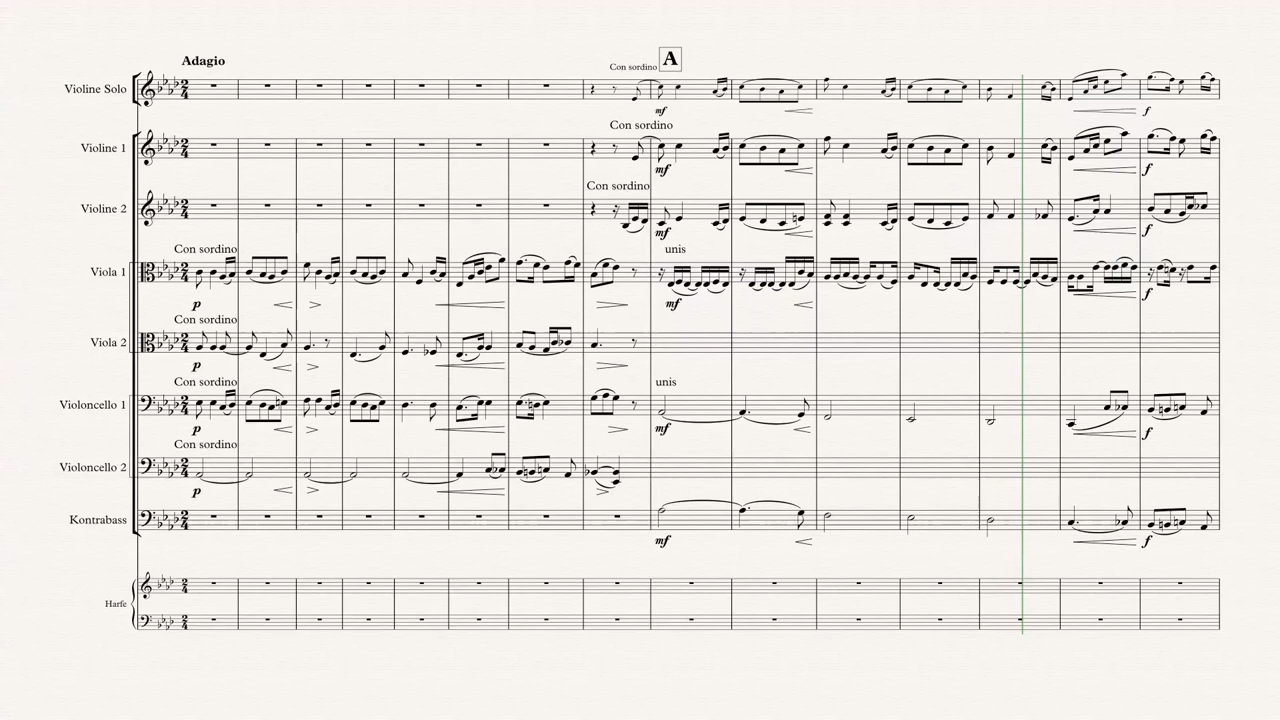 Adagio
Con sordino A
Violine Solo
mf f
Con sordino
Violine 1
mf f
Con sordino
Violine 2
mf f
Con sordino unis
Viola 1
p mf f
Con sordino
Viola 2
p
Con sordino unis
Violoncello 1
p mf f
Con sordino
Violoncello 2
p
Kontrabass
mf f
Harfe